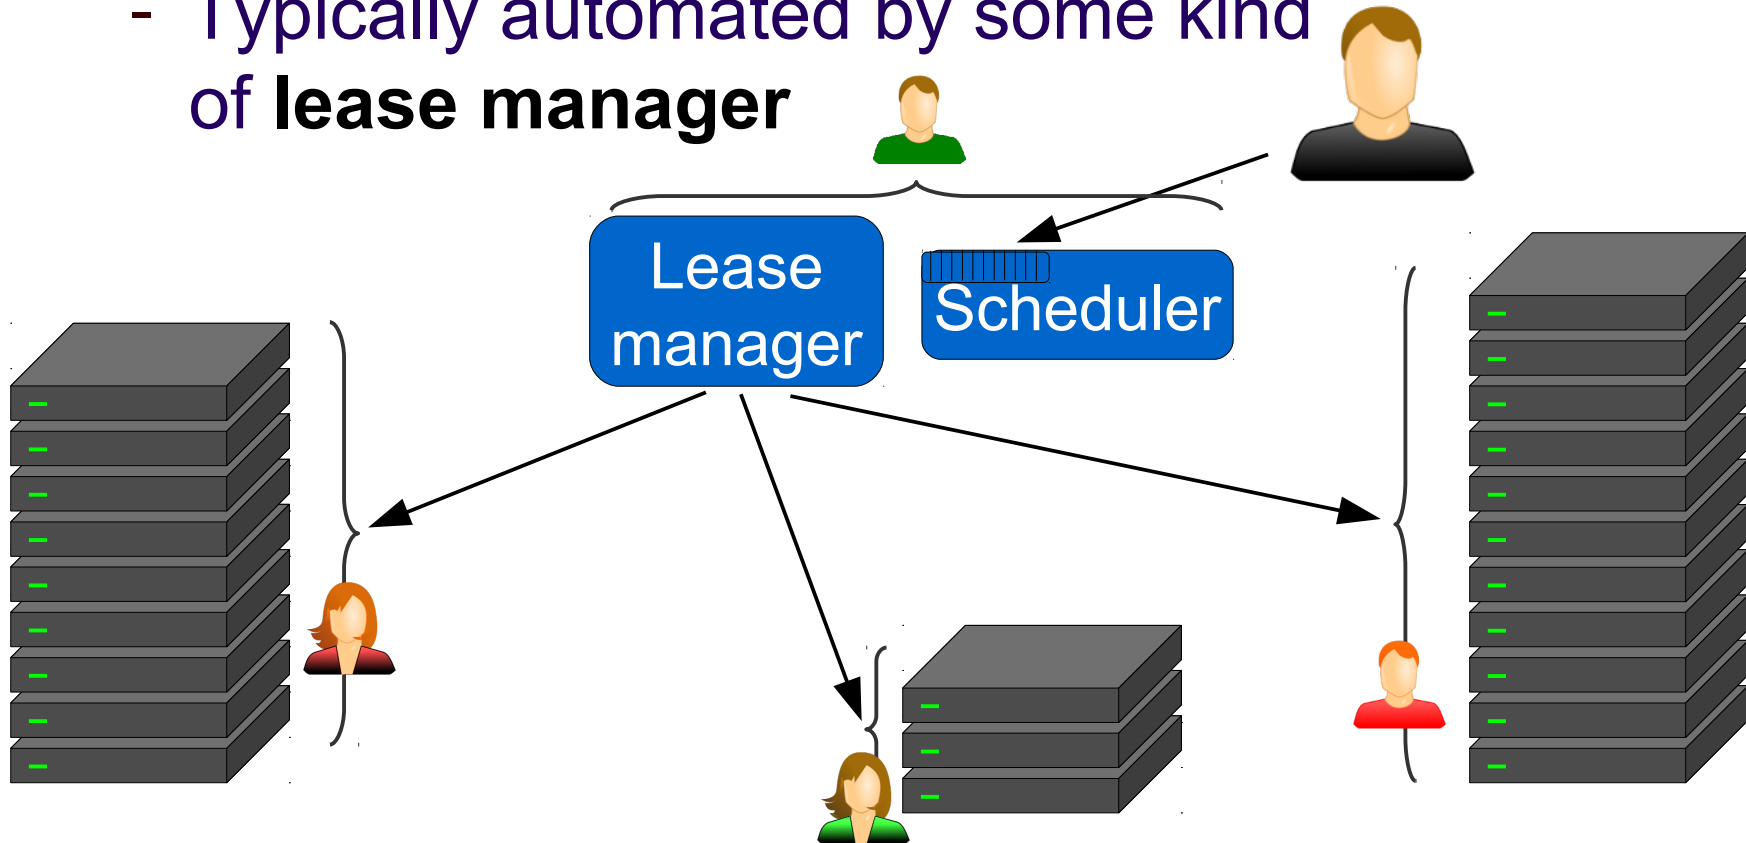 - Typically automated by some kind
of lease manager
Lease
manager
Scheduler